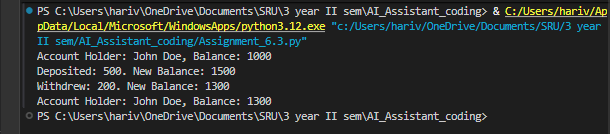 PS C:\Users\hariv\OneDrive\Documents\SRU\3 year II sem\AI_Assistant_coding> & C:/Users/hariv/A
ppData/Local/Microsoft/WindowsApps/python3.12.exe "c:/Users/hariv/OneDrive/Documents/SRU/3 year
II sem/AI_Assistant_coding/Assignment_6.3.py"
Account Holder: John Doe, Balance: 1000
Deposited: 500. New Balance: 1500
Withdrew: 200. New Balance: 1300
Account Holder: John Doe, Balance: 1300
PS C:\Users\hariv\OneDrive\Documents\SRU\3 year II sem\AI_Assistant_coding>